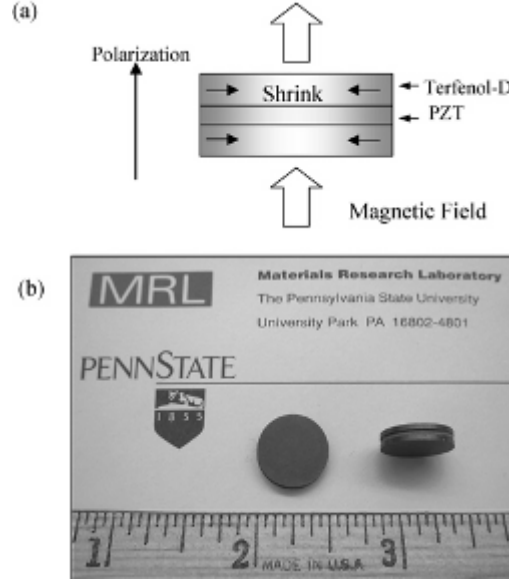 (a)
Polarization
Shrink
Terfenol-D
PZT
Magnetic Field
(b)
MRL
Materials Research Laboratory
The Pennsylvania State University
University Park PA 16802-4801
PENNSTATE
1855
1 2 3
MADE IN U.S.A